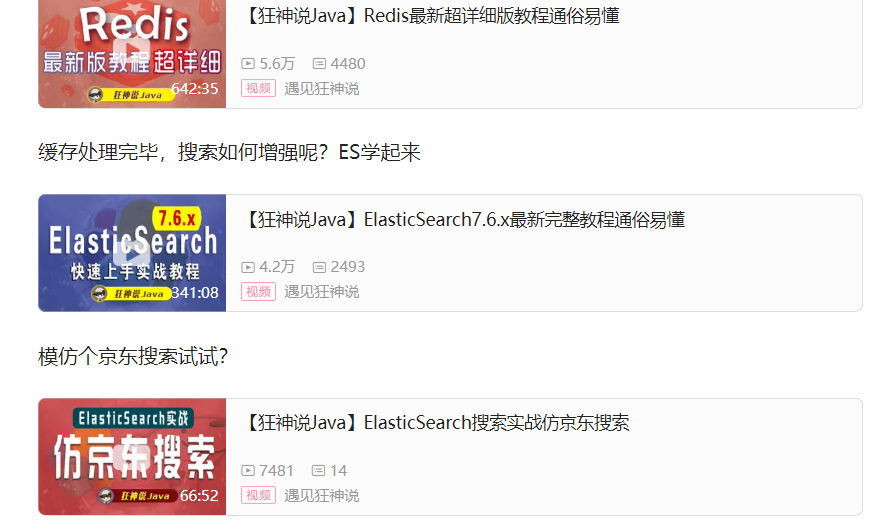 Redis
最新版教程超详细
狂神说Java
642:35
【狂神说Java】Redis最新超详细版教程通俗易懂
5.6万 4480
视频 遇见狂神说
缓存处理完毕，搜索如何增强呢？ES学起来
7.6.x
ElasticSearch
快速上手实战教程
狂神说Java
341:08
【狂神说Java】ElasticSearch7.6.x最新完整教程通俗易懂
4.2万 2493
视频 遇见狂神说
模仿个京东搜索试试？
ElasticSearch实战
仿京东搜索
狂神说Java
66:52
【狂神说Java】ElasticSearch搜索实战仿京东搜索
7481 14
视频 遇见狂神说